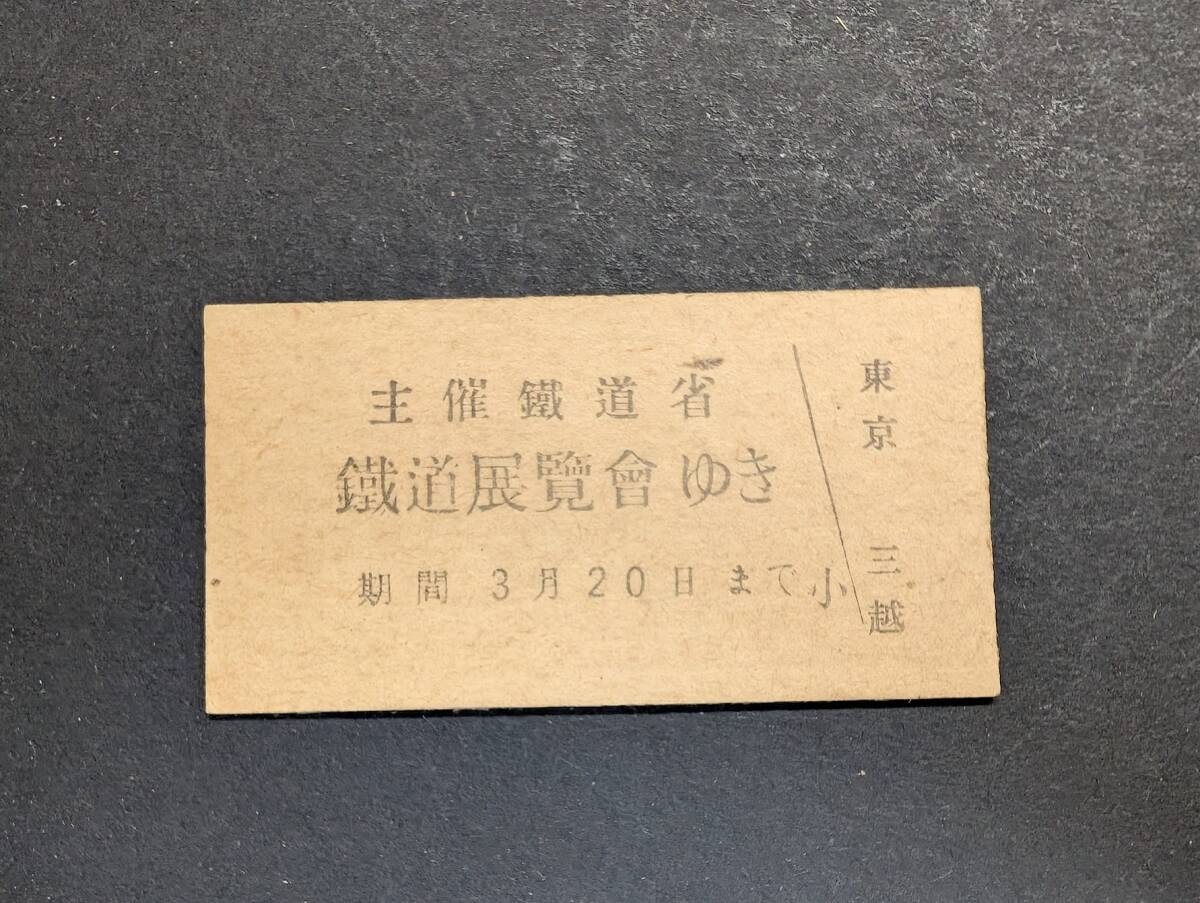 主催鐵道省
鐵道展覽會ゆき
期間 3月20日まで
小
東京 三越